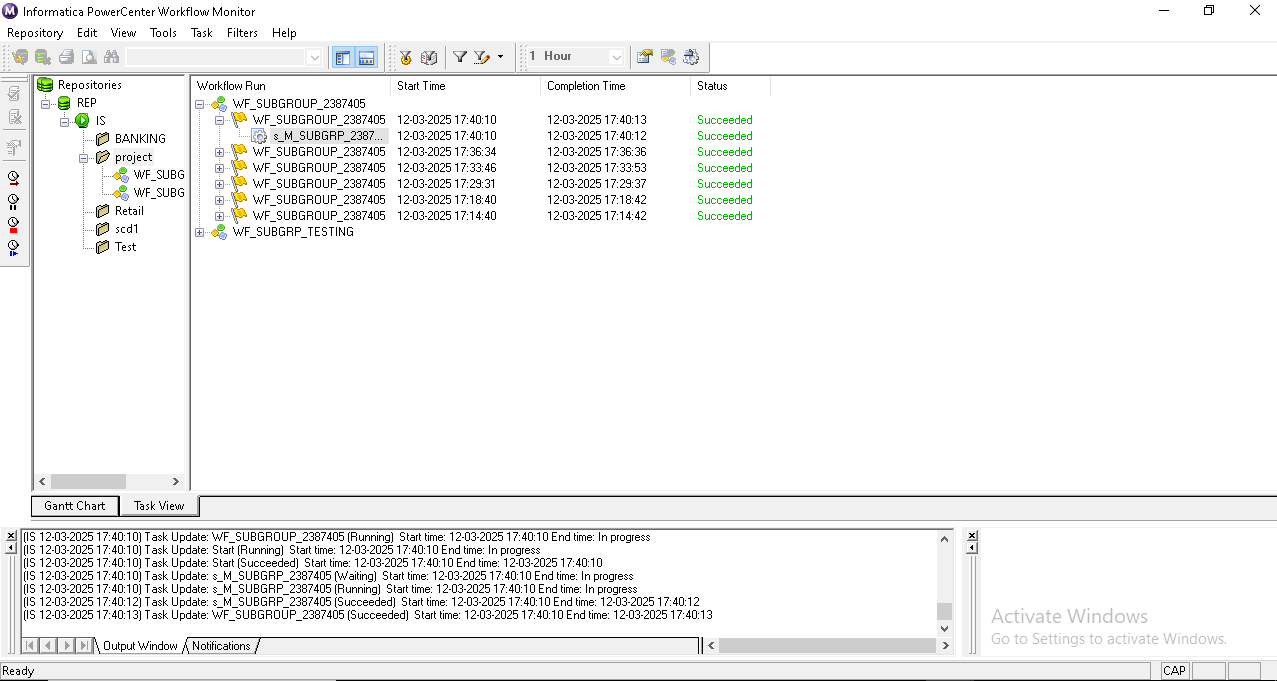 Informatica PowerCenter Workflow Monitor
Repository Edit View Tools Task Filters Help
1 Hour
Repositories
REP
IS
BANKING
project
WF_SUBG
WF_SUBG
Retail
scd1
Test
Workflow Run Start Time Completion Time Status
WF_SUBGROUP_2387405
WF_SUBGROUP_2387405 12-03-2025 17:40:10 12-03-2025 17:40:13 Succeeded
s_M_SUBGRP_2387... 12-03-2025 17:40:10 12-03-2025 17:40:12 Succeeded
WF_SUBGROUP_2387405 12-03-2025 17:36:34 12-03-2025 17:36:36 Succeeded
WF_SUBGROUP_2387405 12-03-2025 17:33:46 12-03-2025 17:33:53 Succeeded
WF_SUBGROUP_2387405 12-03-2025 17:29:31 12-03-2025 17:29:37 Succeeded
WF_SUBGROUP_2387405 12-03-2025 17:18:40 12-03-2025 17:18:42 Succeeded
WF_SUBGROUP_2387405 12-03-2025 17:14:40 12-03-2025 17:14:42 Succeeded
WF_SUBGRP_TESTING
Gantt Chart Task View
(IS 12-03-2025 17:40:10) Task Update: WF_SUBGROUP_2387405 (Running) Start time: 12-03-2025 17:40:10 End time: In progress
(IS 12-03-2025 17:40:10) Task Update: Start (Running) Start time: 12-03-2025 17:40:10 End time: In progress
(IS 12-03-2025 17:40:10) Task Update: Start (Succeeded) Start time: 12-03-2025 17:40:10 End time: 12-03-2025 17:40:10
(IS 12-03-2025 17:40:10) Task Update: s_M_SUBGRP_2387405 (Waiting) Start time: 12-03-2025 17:40:10 End time: In progress
(IS 12-03-2025 17:40:10) Task Update: s_M_SUBGRP_2387405 (Running) Start time: 12-03-2025 17:40:10 End time: In progress
(IS 12-03-2025 17:40:12) Task Update: s_M_SUBGRP_2387405 (Succeeded) Start time: 12-03-2025 17:40:10 End time: 12-03-2025 17:40:12
(IS 12-03-2025 17:40:13) Task Update: WF_SUBGROUP_2387405 (Succeeded) Start time: 12-03-2025 17:40:10 End time: 12-03-2025 17:40:13
Output Window Notifications
Activate Windows
Go to Settings to activate Windows.
Ready
CAP